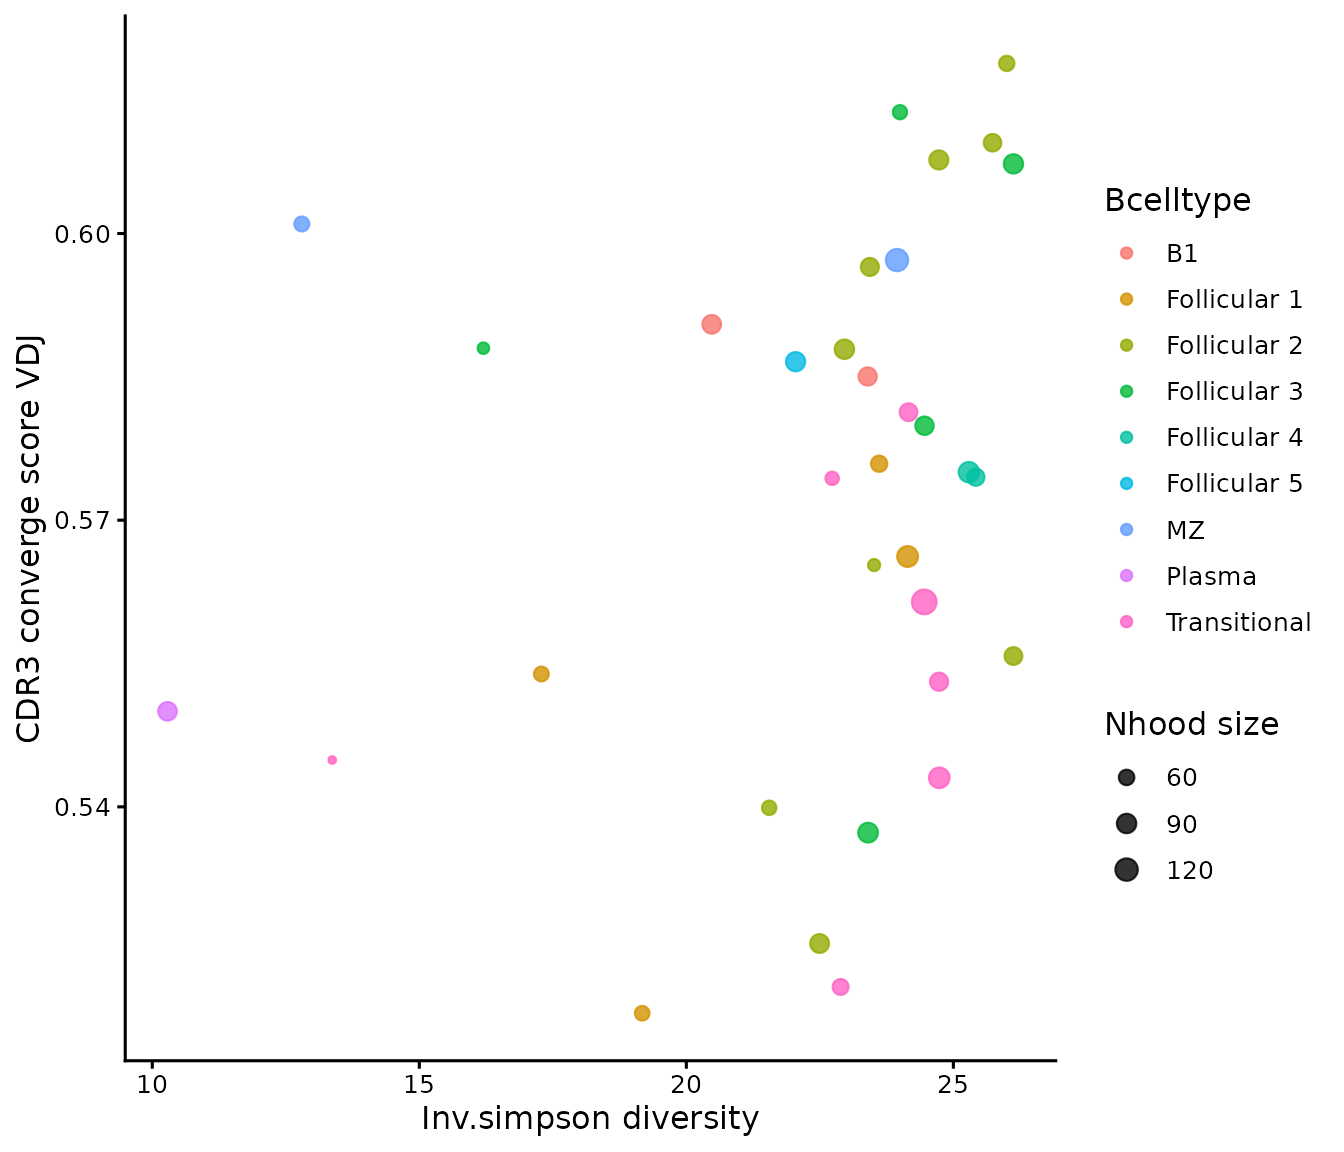 CDR3 converge score VDJ
0.60
0.57
0.54
10 15 20 25
Inv.simpson diversity
Bcelltype
B1
Follicular 1
Follicular 2
Follicular 3
Follicular 4
Follicular 5
MZ
Plasma
Transitional
Nhood size
60
90
120